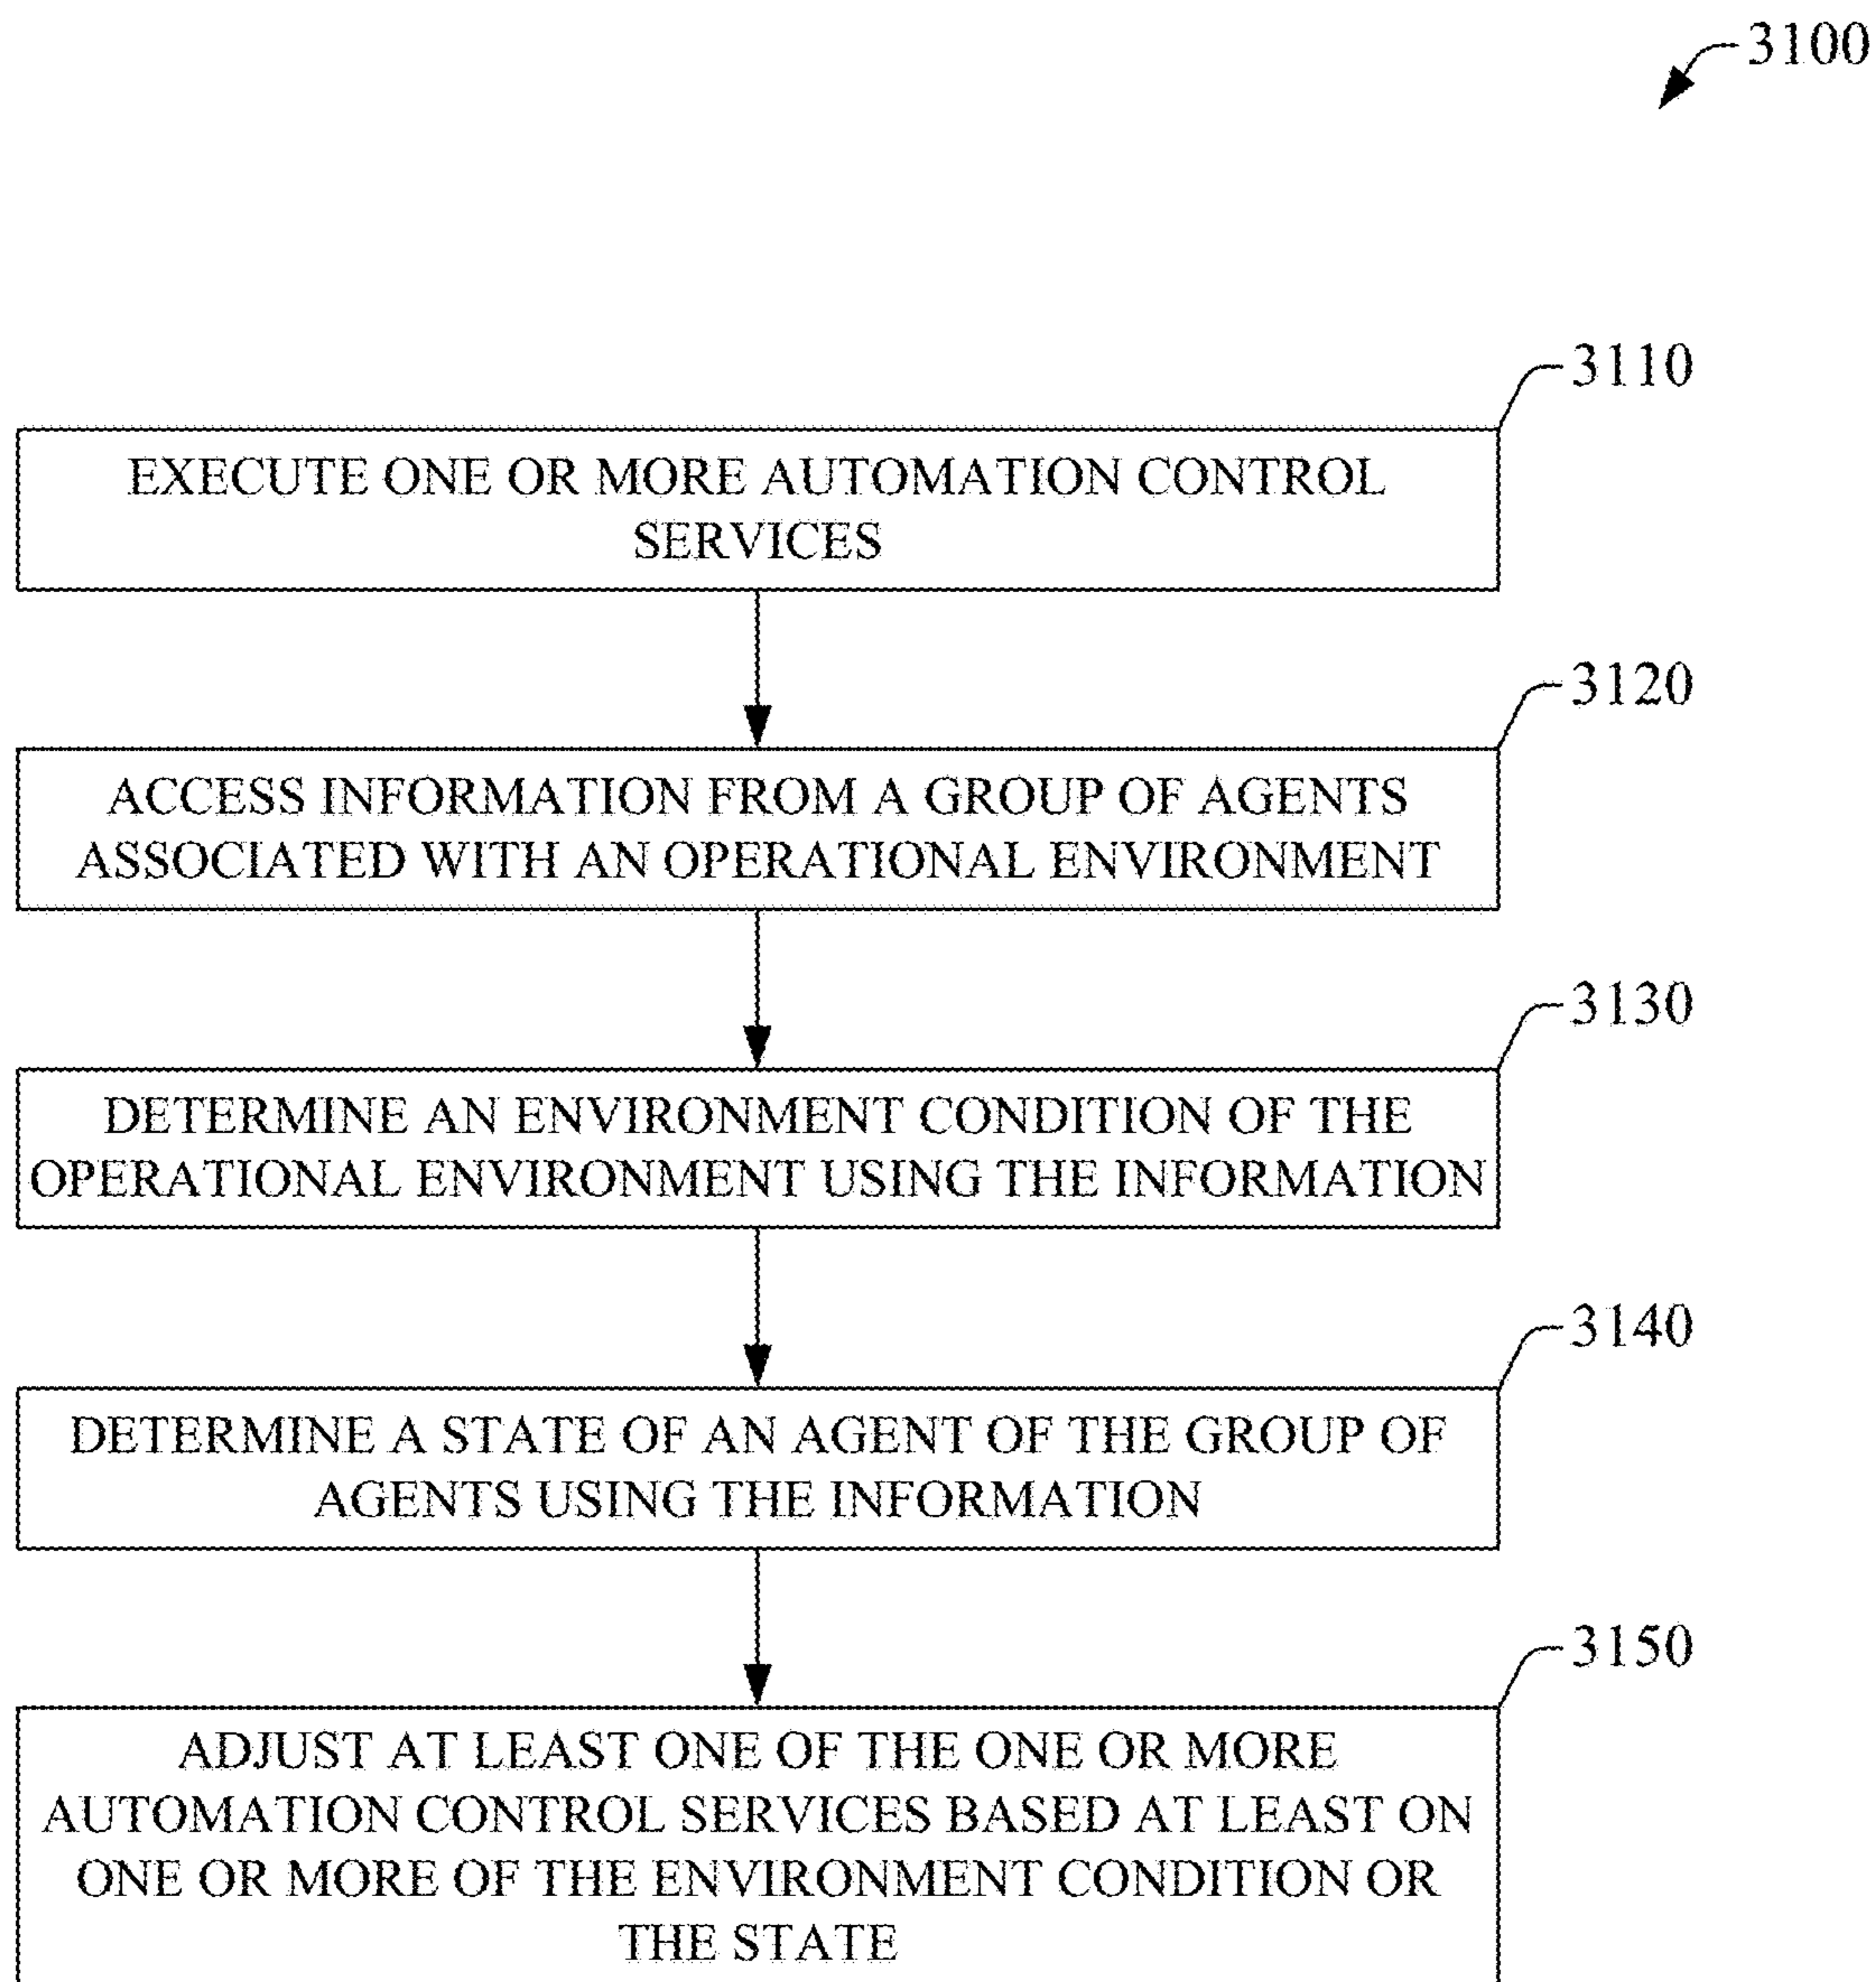 3100
3110
EXECUTE ONE OR MORE AUTOMATION CONTROL
SERVICES
3120
ACCESS INFORMATION FROM A GROUP OF AGENTS
ASSOCIATED WITH AN OPERATIONAL ENVIRONMENT
3130
DETERMINE AN ENVIRONMENT CONDITION OF THE
OPERATIONAL ENVIRONMENT USING THE INFORMATION
3140
DETERMINE A STATE OF AN AGENT OF THE GROUP OF
AGENTS USING THE INFORMATION
3150
ADJUST AT LEAST ONE OF THE ONE OR MORE
AUTOMATION CONTROL SERVICES BASED AT LEAST ON
ONE OR MORE OF THE ENVIRONMENT CONDITION OR
THE STATE